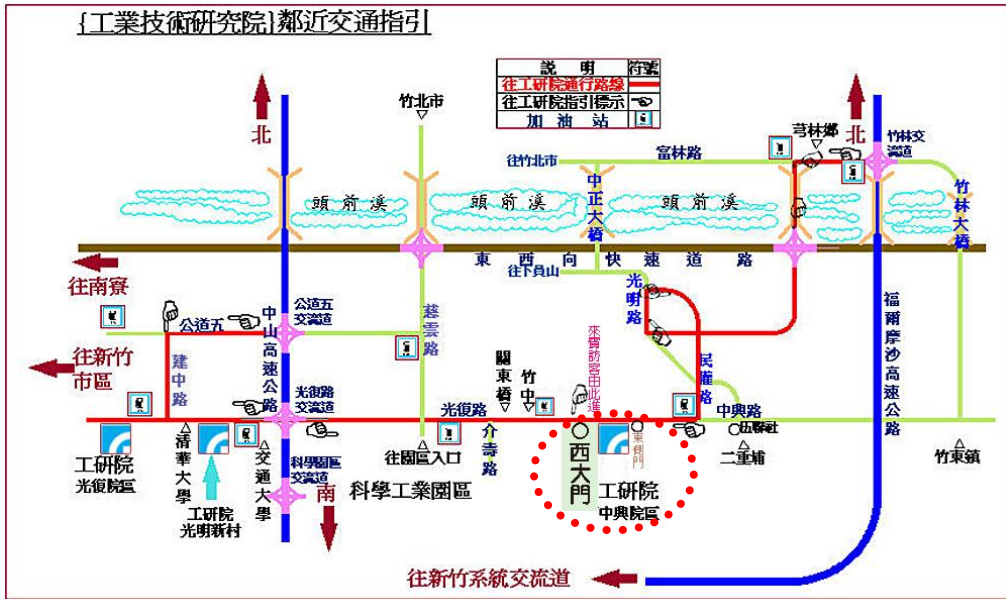 {工業技術研究院}鄰近交通指引
説 明 符號
往工研院通行路線
往工研院指引標示
加 油 站
北
竹北市
芎林鄉
北
竹林交
流道
往竹北市
富林路
頭前溪
頭前溪
中正大橋
頭前溪
竹林大橋
東西向快速道路
往南寮
往下員山
光明路
公道五
中山高速公路
公道五
交流道
慈雲路
福爾摩沙高速公路
往新竹
市區
建中路
來賓訪客由此進
關東橋
竹中
民權路
光復路
交流道
光復路
介壽路
中興路
伍聯社
工研院
光復院區
清華大學
工研院
光明新村
交通大學
科學園區
交流道
南
往園區入口
科學工業園區
西大門
東側門
工研院
中興院區
二重埔
竹東鎮
往新竹系統交流道